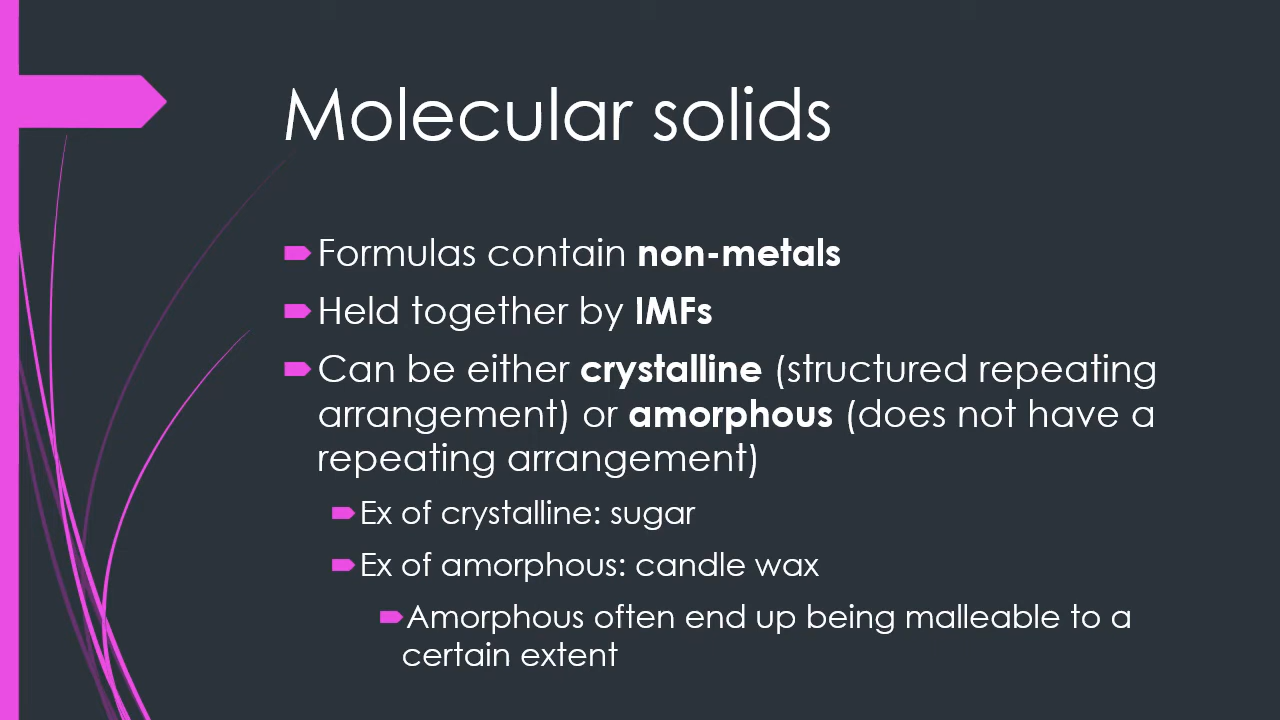 Molecular solids
Formulas contain non-metals
Held together by IMFs
Can be either crystalline (structured repeating
arrangement) or amorphous (does not have a
repeating arrangement)
Ex of crystalline: sugar
Ex of amorphous: candle wax
Amorphous often end up being malleable to a
certain extent